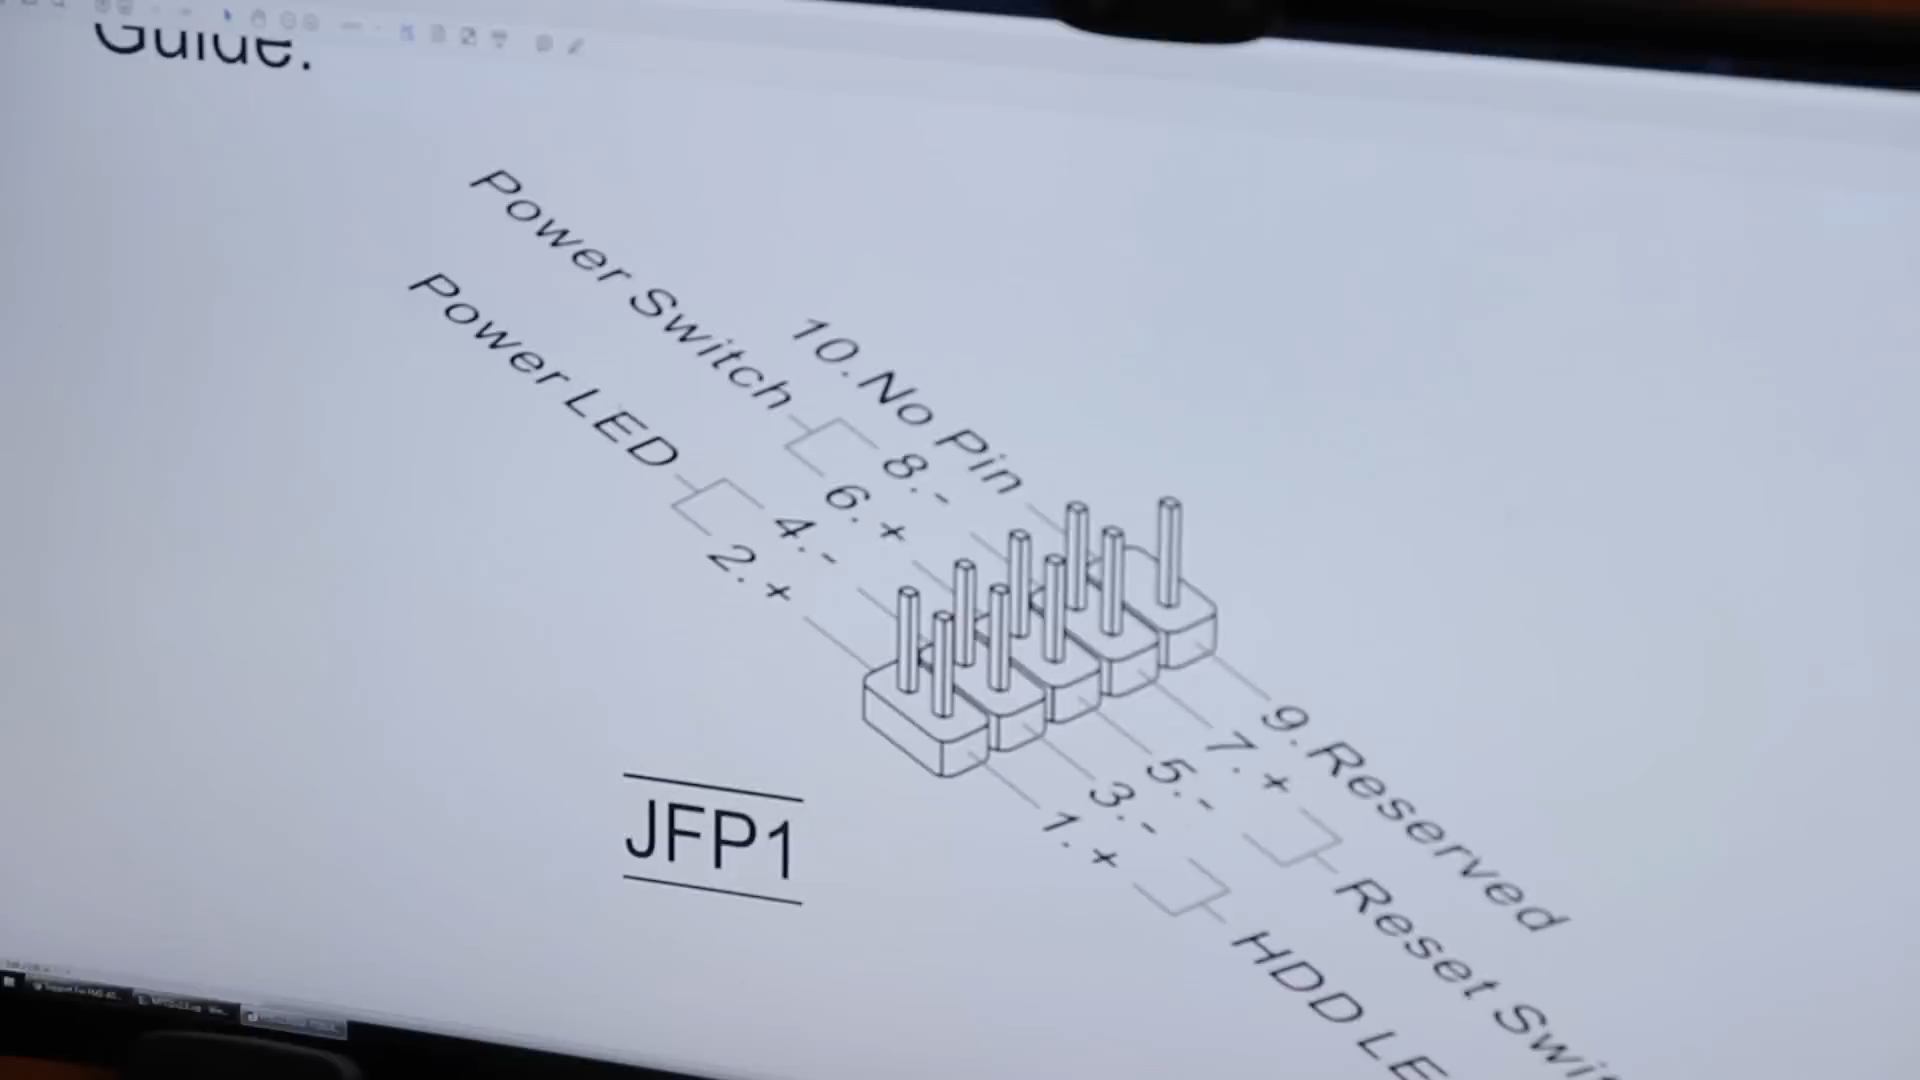 Guide.
Power Switch
Power LED
10.No Pin
8.-
6.+
4.-
2.+
9.Reserved
7.+
5.-
3.-
1.+
Reset Swit
HDD LE
JFP1